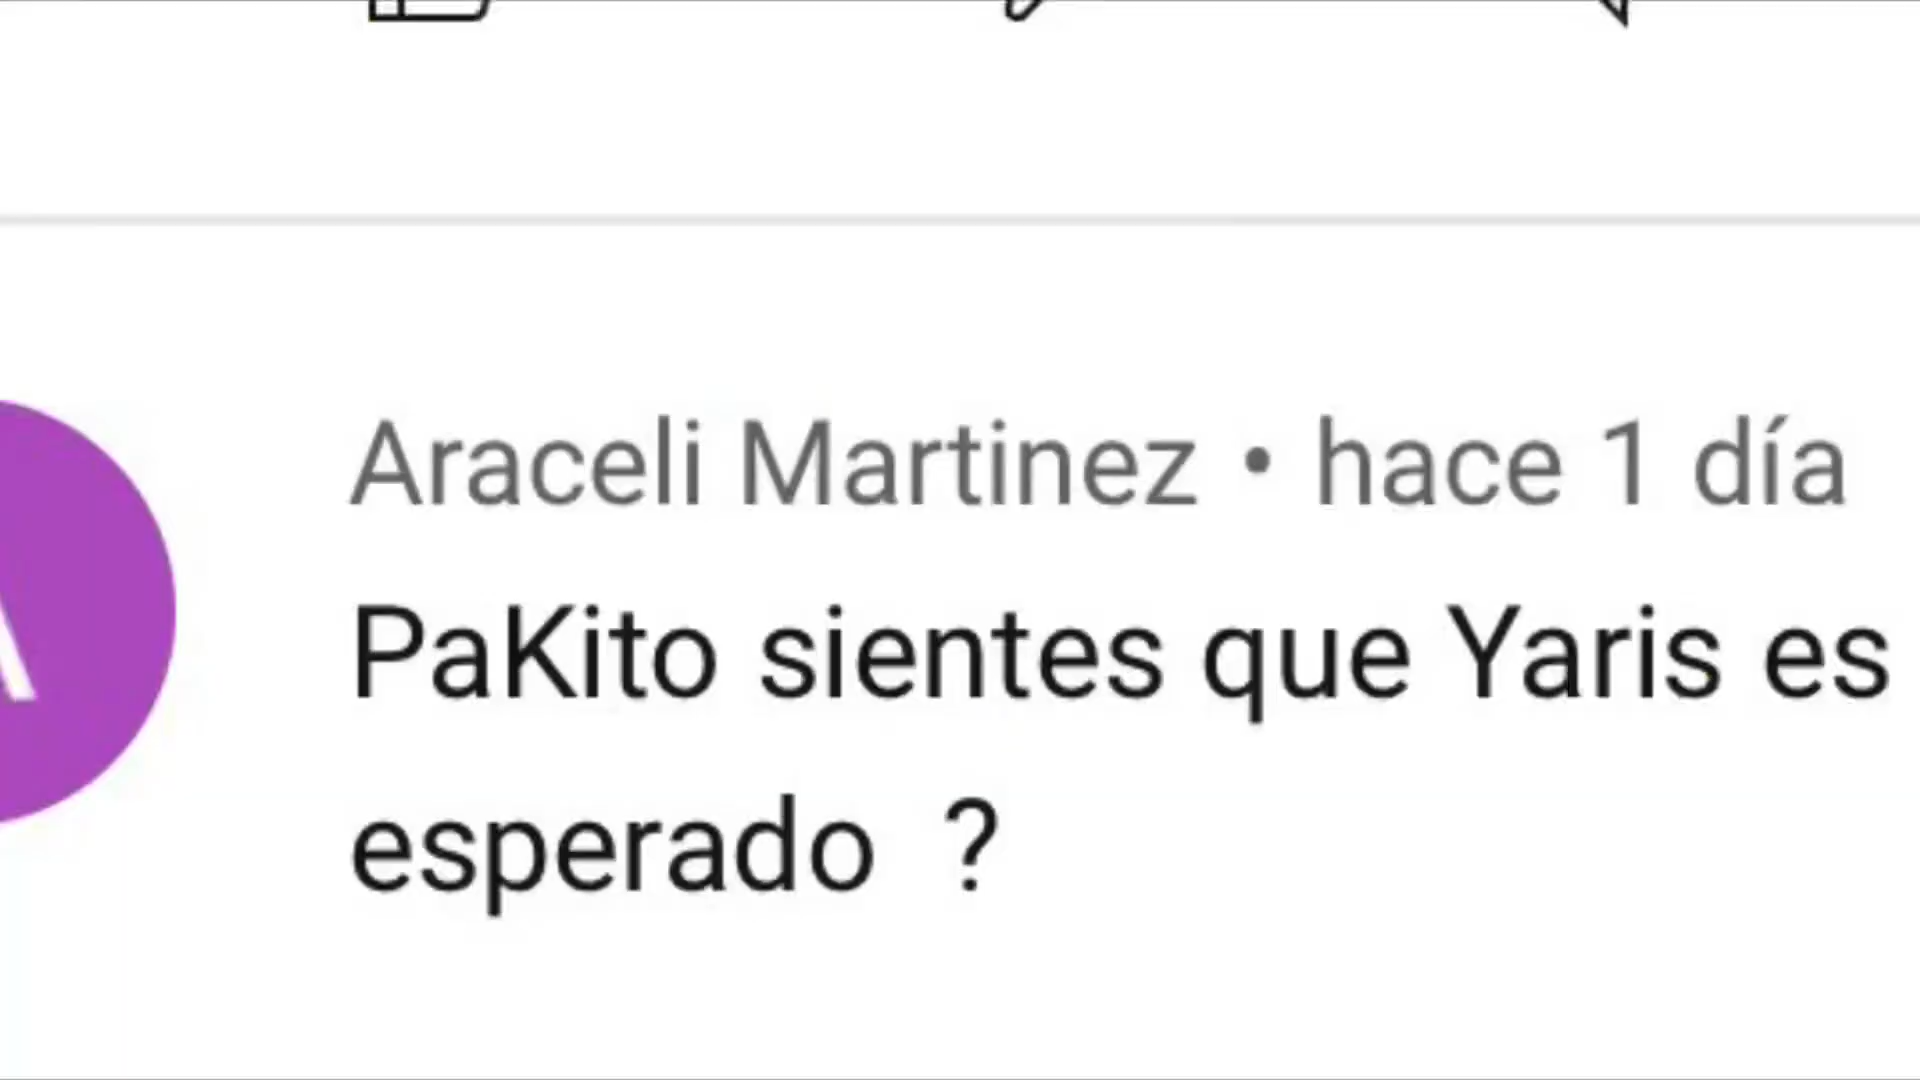 Araceli Martinez • hace 1 día
PaKito sientes que Yaris es
esperado ?